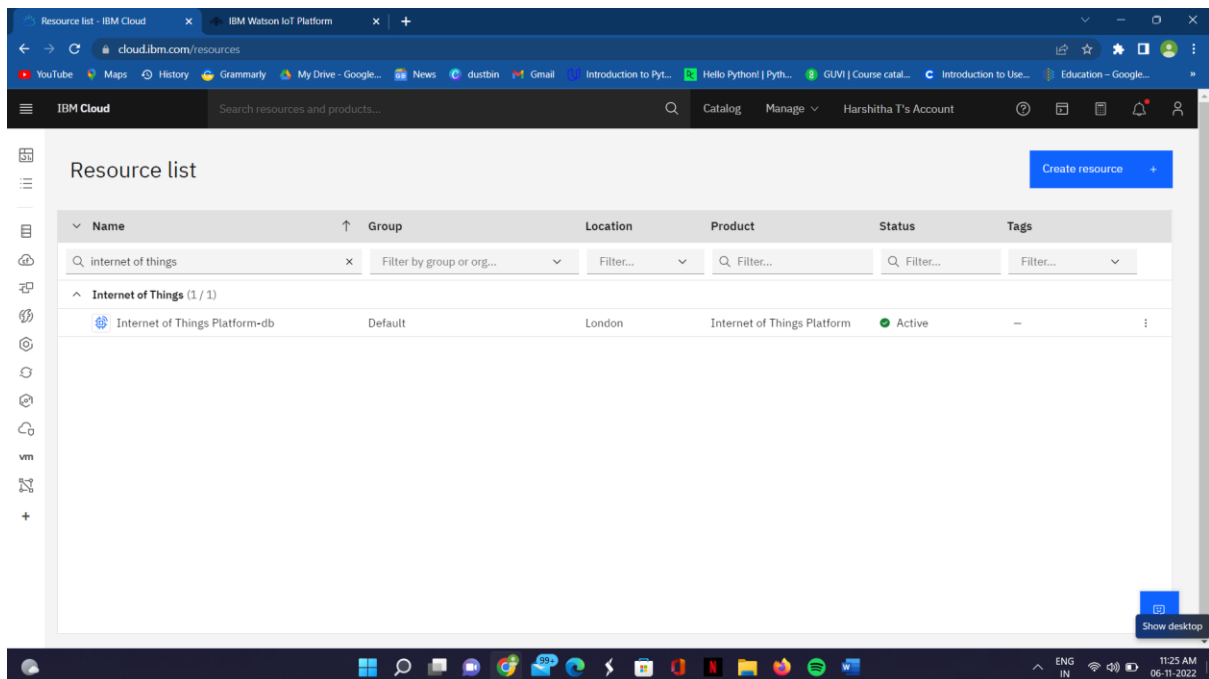 Resource list - IBM Cloud
IBM Watson IoT Platform
cloud.ibm.com/resources
YouTube Maps History Grammarly My Drive - Google... News dustbin Gmail Introduction to Pyt... Hello Python! | Pyth... GUVI | Course catal... Introduction to Use... Education – Google...
IBM Cloud Search resources and products... Catalog Manage Harshitha T's Account
Resource list
Create resource +
Name Group Location Product Status Tags
internet of things Filter by group or org... Filter... Filter... Filter... Filter...
Internet of Things (1 / 1)
Internet of Things Platform-db Default London Internet of Things Platform Active –
vm
Show desktop
99+
ENG
IN
11:25 AM
06-11-2022